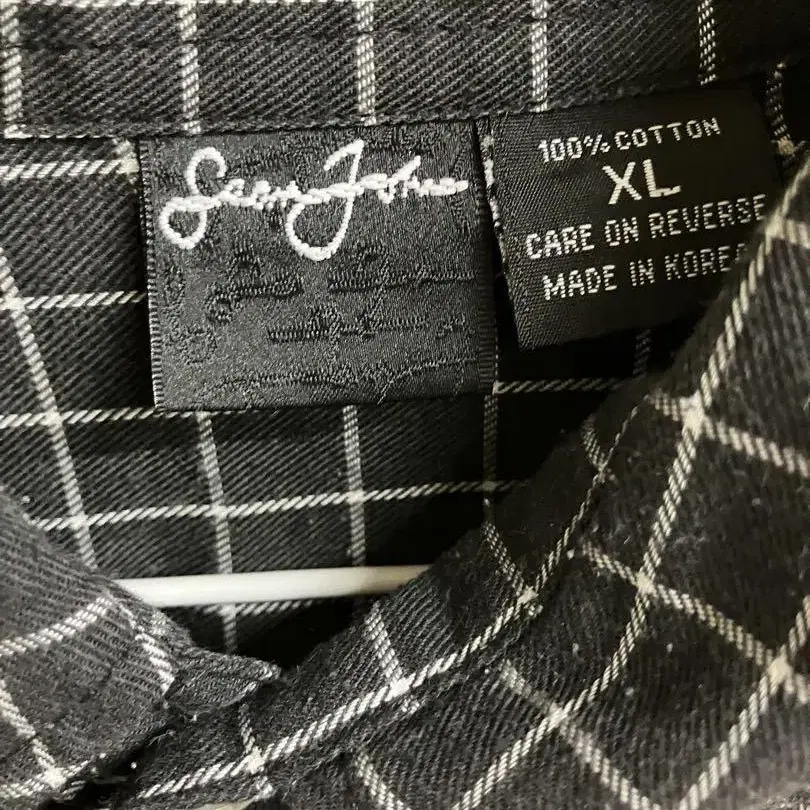 Sean John
100% COTTON
XL
CARE ON REVERSE
MADE IN KOREA